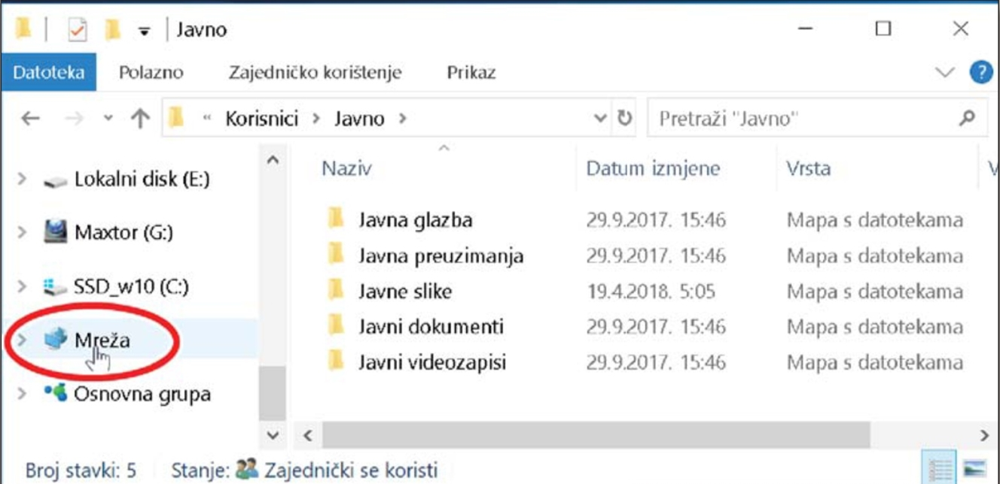 Javno
Datoteka Polazno Zajedničko korištenje Prikaz ?
« Korisnici > Javno > Pretraži "Javno"
Lokalni disk (E:)
Maxtor (G:)
SSD_w10 (C:)
Mreža
Osnovna grupa
Naziv Datum izmjene Vrsta V
Javna glazba 29.9.2017. 15:46 Mapa s datotekama
Javna preuzimanja 29.9.2017. 15:46 Mapa s datotekama
Javne slike 19.4.2018. 5:05 Mapa s datotekama
Javni dokumenti 29.9.2017. 15:46 Mapa s datotekama
Javni videozapisi 29.9.2017. 15:46 Mapa s datotekama
Broj stavki: 5 Stanje: Zajednički se koristi